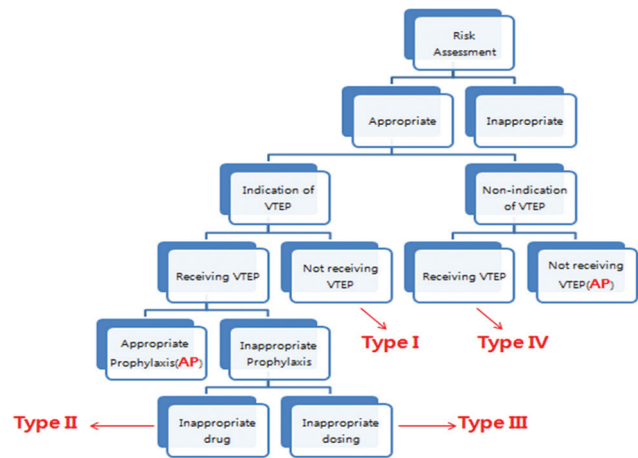 Risk
Assessment
Appropriate
Inappropriate
Indication of
VTEP
Non-indication
of VTEP
Receiving VTEP
Not receiving
VTEP
Receiving VTEP
Not receiving
VTEP(AP)
Type I
Type IV
Appropriate
Prophylaxis(AP)
Inappropriate
Prophylaxis
Type II
Inappropriate
drug
Inappropriate
dosing
Type III